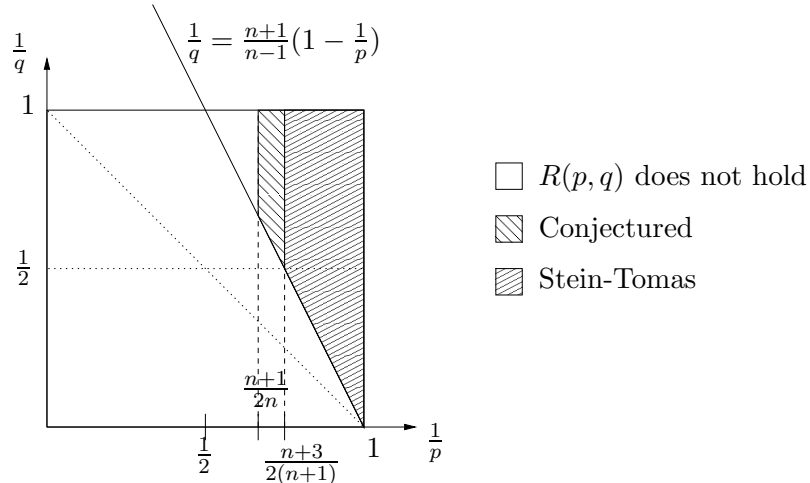 1/q = n+1/n−1 (1 − 1/p)
1/q
1
R(p, q) does not hold
Conjectured
1/2
Stein-Tomas
n+1/2n
1/2
n+3/2(n+1)
1
1/p